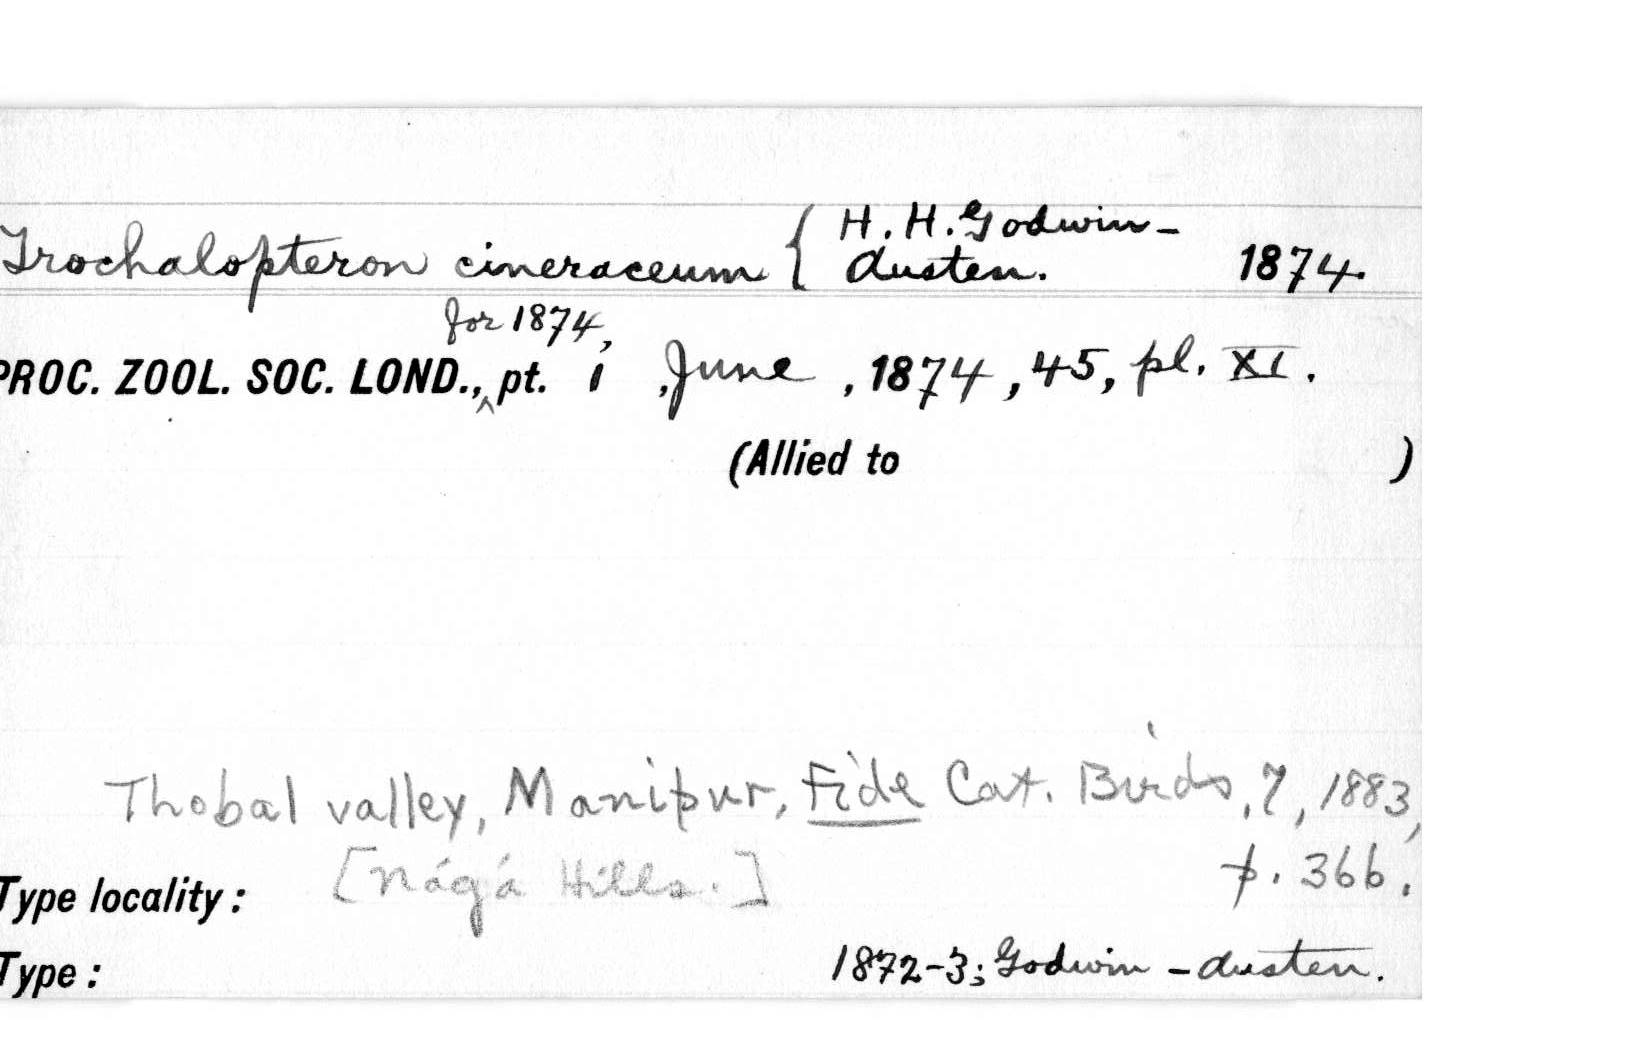 Trochalopteron cineraceum { H. H. Godwin-
Austen. 1874.
for 1874,
PROC. ZOOL. SOC. LOND., ^ pt. i , June , 1874 , 45, pl. XI.
(Allied to )
Thobal valley, Manipur, Fide Cat. Birds, 7, 1883,
p. 366.
Type locality : [Nágá Hills.]
Type : 1872-3; Godwin-Austen.